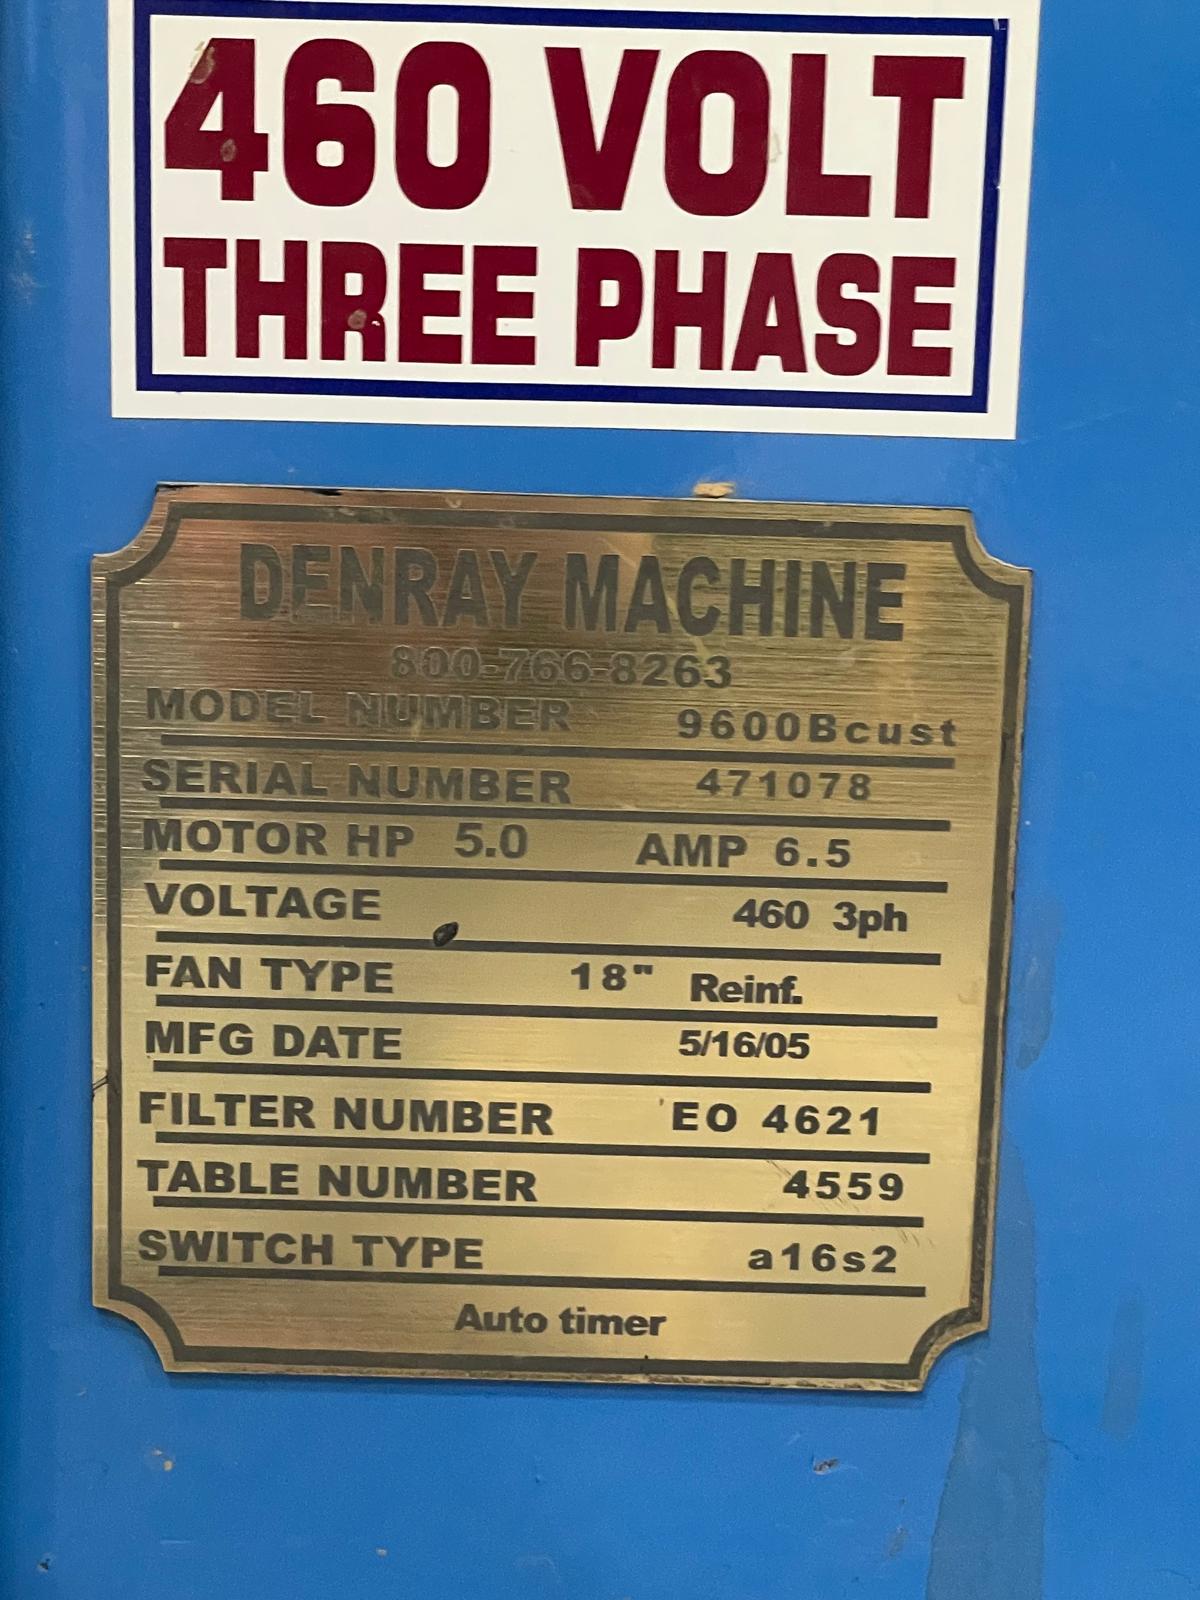 460 VOLT
THREE PHASE
DENRAY MACHINE
800-766-8263
MODEL NUMBER 9600Bcust
SERIAL NUMBER 471078
MOTOR HP 5.0 AMP 6.5
VOLTAGE 460 3ph
FAN TYPE 18" Reinf.
MFG DATE 5/16/05
FILTER NUMBER EO 4621
TABLE NUMBER 4559
SWITCH TYPE a16s2
Auto timer